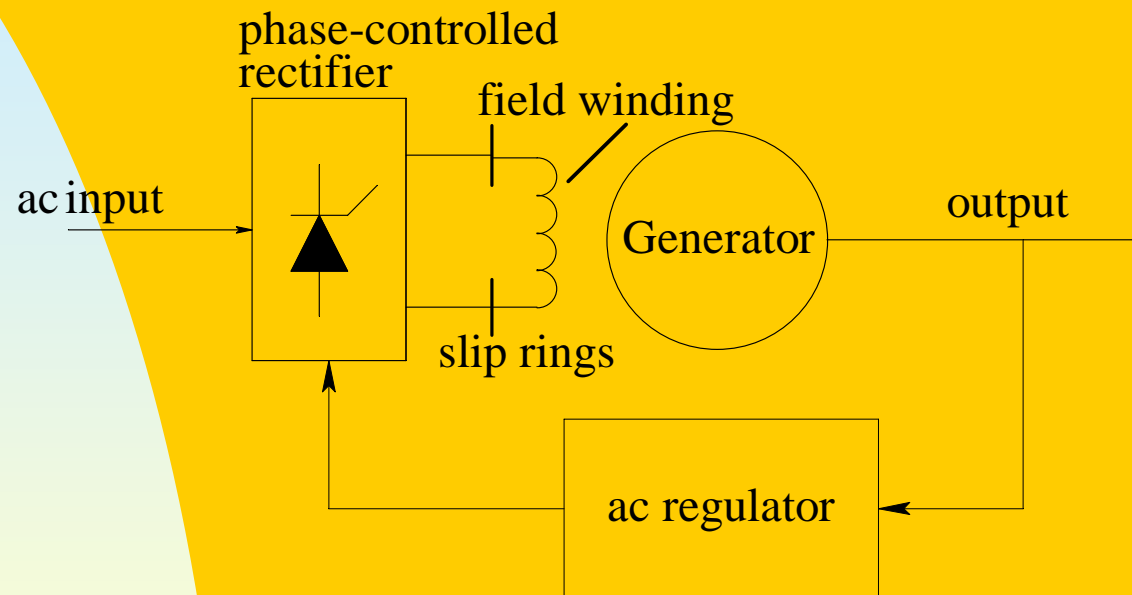 phase-controlled
rectifier
field winding
ac input
output
Generator
slip rings
ac regulator